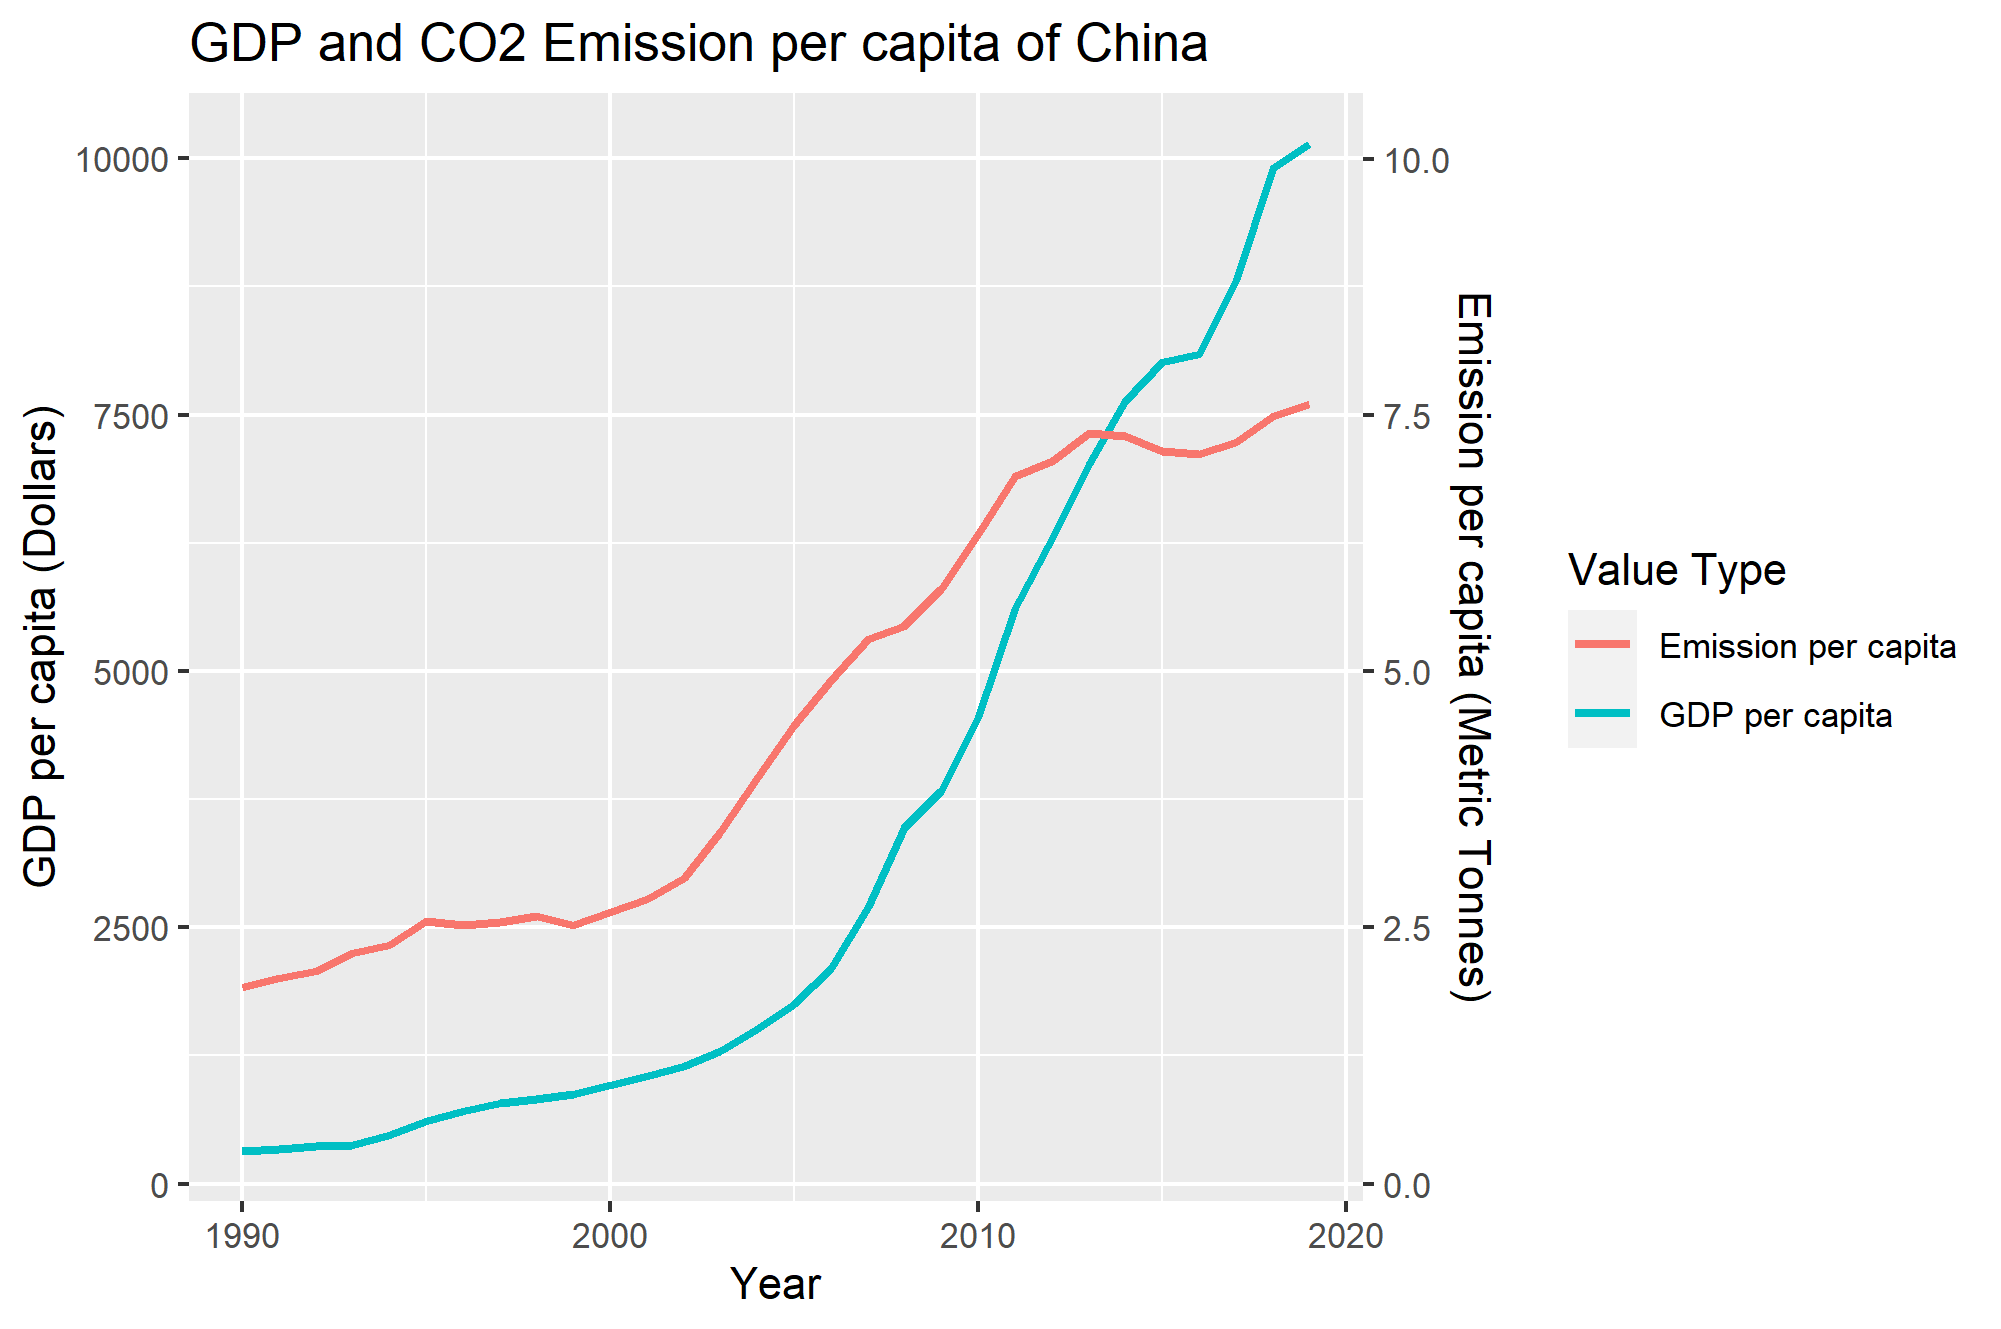 GDP and CO2 Emission per capita of China
GDP per capita (Dollars)
10000
7500
5000
2500
0
10.0
7.5
5.0
2.5
0.0
Emission per capita (Metric Tonnes)
1990 2000 2010 2020
Year
Value Type
Emission per capita
GDP per capita